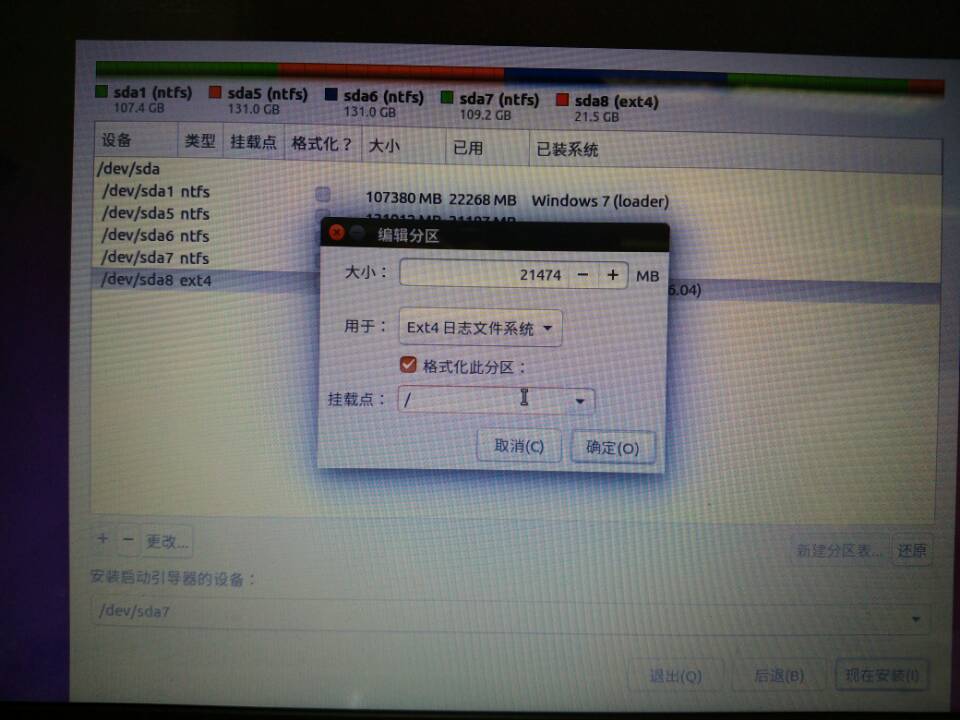 sda1 (ntfs) sda5 (ntfs) sda6 (ntfs) sda7 (ntfs) sda8 (ext4)
107.4 GB 131.0 GB 131.0 GB 109.2 GB 21.5 GB
设备 类型 挂载点 格式化？ 大小 已用 已装系统
/dev/sda
/dev/sda1 ntfs 107380 MB 22268 MB Windows 7 (loader)
/dev/sda5 ntfs
/dev/sda6 ntfs
/dev/sda7 ntfs
/dev/sda8 ext4 6.04)
编辑分区
大小： 21474 − + MB
用于： Ext4 日志文件系统
格式化此分区：
挂载点： /
取消(C) 确定(O)
+ − 更改... 新建分区表... 还原
安装启动引导器的设备：
/dev/sda7
退出(Q) 后退(B) 现在安装(I)